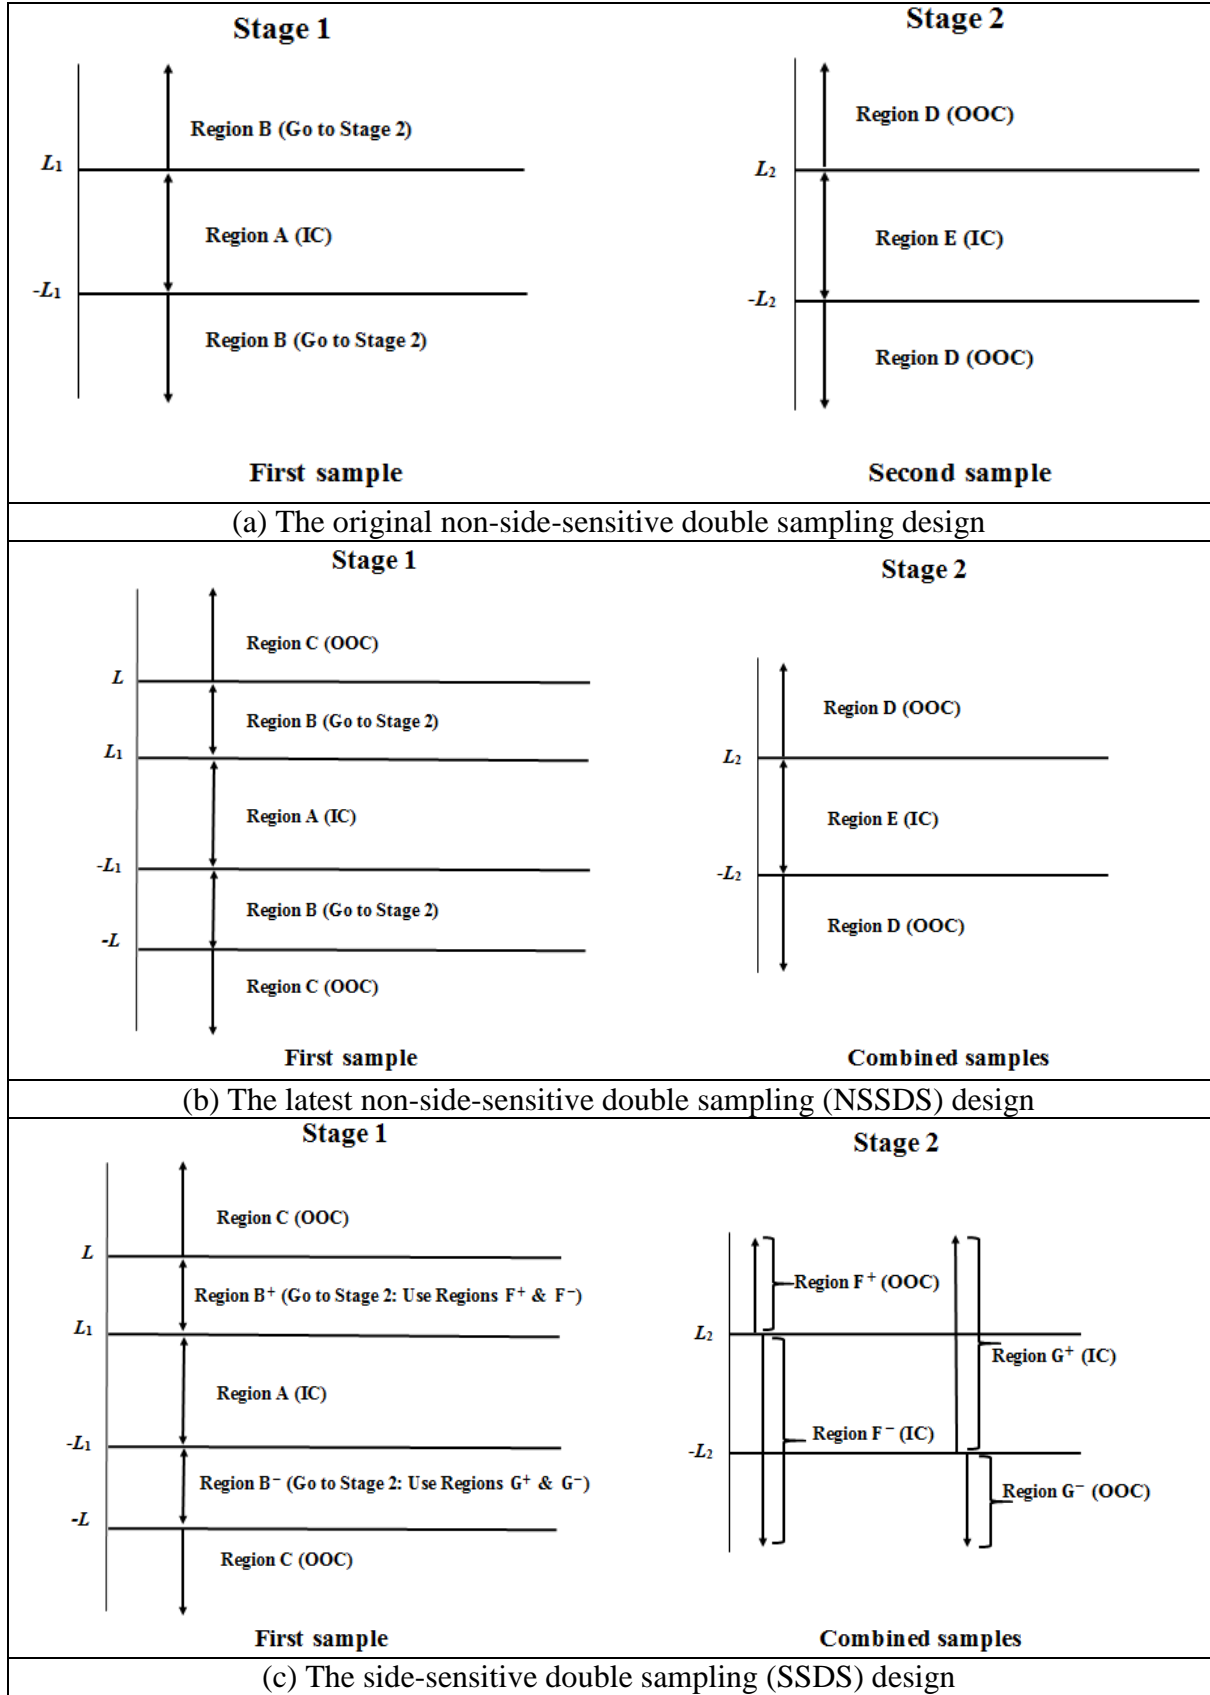 Stage 1
Region B (Go to Stage 2)
L1
Region A (IC)
-L1
Region B (Go to Stage 2)
First sample
Stage 2
Region D (OOC)
L2
Region E (IC)
-L2
Region D (OOC)
Second sample
(a) The original non-side-sensitive double sampling design
Stage 1
Region C (OOC)
L
Region B (Go to Stage 2)
L1
Region A (IC)
-L1
Region B (Go to Stage 2)
-L
Region C (OOC)
First sample
Stage 2
Region D (OOC)
L2
Region E (IC)
-L2
Region D (OOC)
Combined samples
(b) The latest non-side-sensitive double sampling (NSSDS) design
Stage 1
Region C (OOC)
L
Region B⁺ (Go to Stage 2: Use Regions F⁺ & F⁻)
L1
Region A (IC)
-L1
Region B⁻ (Go to Stage 2: Use Regions G⁺ & G⁻)
-L
Region C (OOC)
First sample
Stage 2
Region F⁺ (OOC)
L2
Region G⁺ (IC)
Region F⁻ (IC)
-L2
Region G⁻ (OOC)
Combined samples
(c) The side-sensitive double sampling (SSDS) design